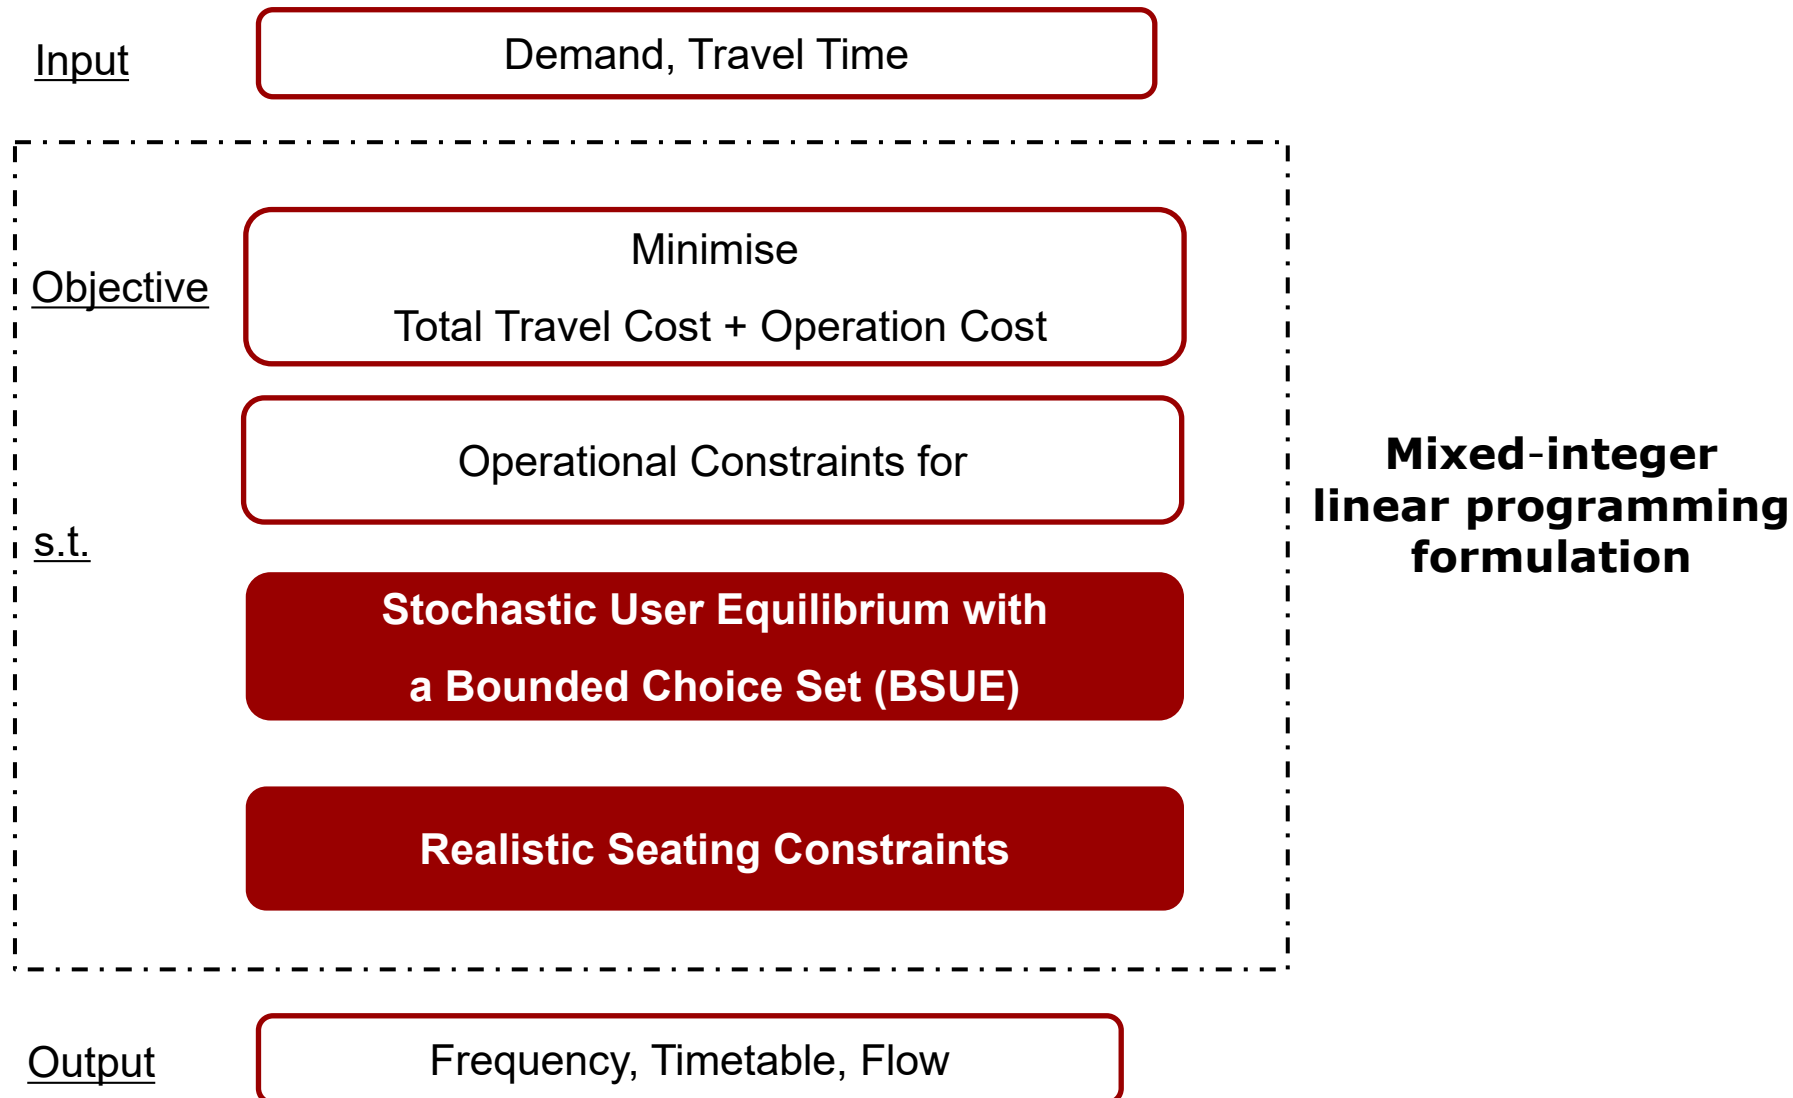 Input
Demand, Travel Time
Objective
Minimise
Total Travel Cost + Operation Cost
s.t.
Operational Constraints for
Stochastic User Equilibrium with
a Bounded Choice Set (BSUE)
Realistic Seating Constraints
Mixed-integer
linear programming
formulation
Output
Frequency, Timetable, Flow